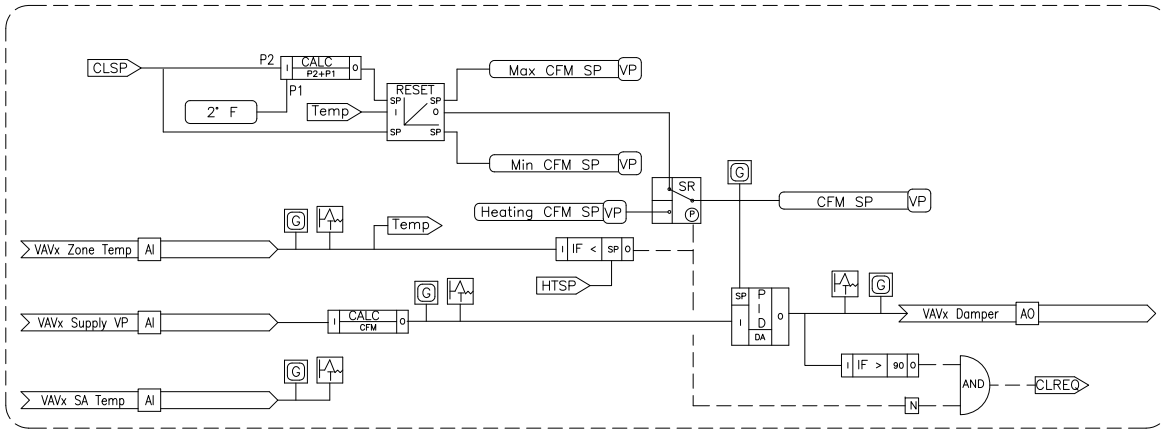 CLSP
P2
I CALC O
P2+P1
P1
2° F
Temp
RESET
SP SP
I O
SP SP
Max CFM SP VP
Min CFM SP VP
Heating CFM SP VP
SR
P
G
CFM SP VP
VAVx Zone Temp AI
G
Temp
I IF < SP O
HTSP
VAVx Supply VP AI
I CALC O
CFM
G
SP PID O
I
DA
G
VAVx Damper AO
I IF > 90 O
AND
CLREQ
N
VAVx SA Temp AI
G